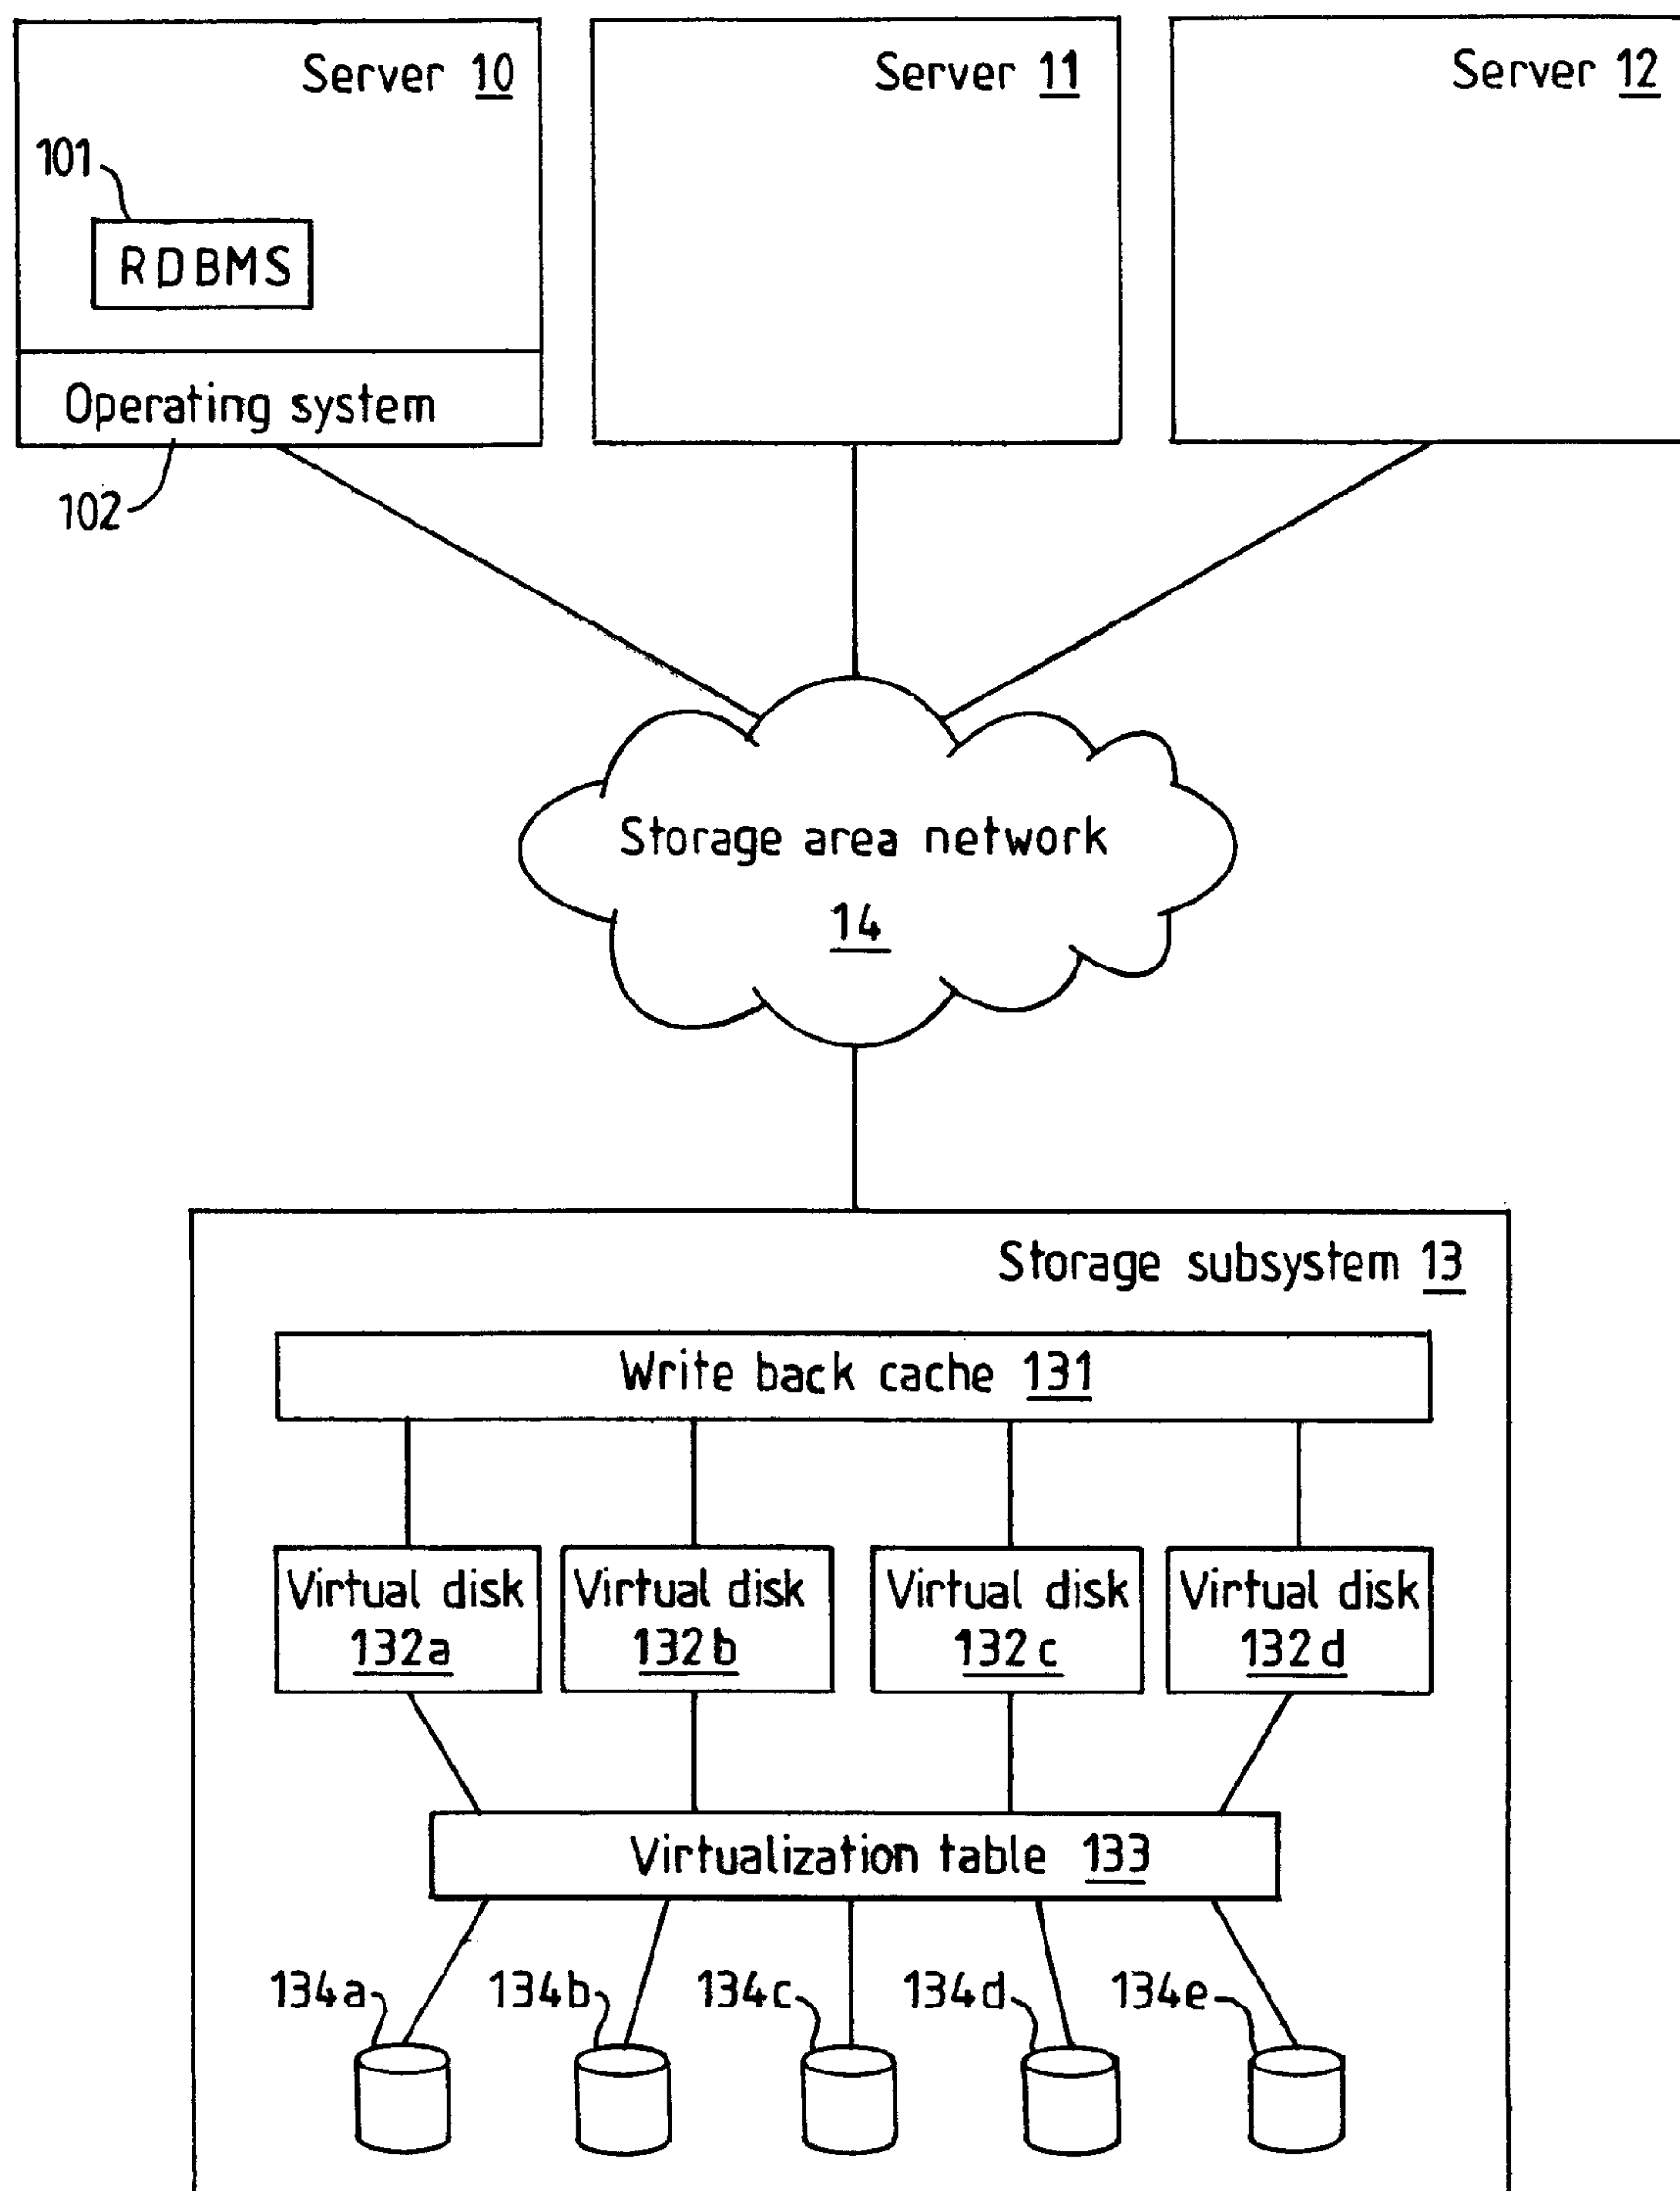 Server 10
Server 11
Server 12
101
RDBMS
Operating system
102
Storage area network
14
Storage subsystem 13
Write back cache 131
Virtual disk
132a
Virtual disk
132b
Virtual disk
132c
Virtual disk
132d
Virtualization table 133
134a
134b
134c
134d
134e